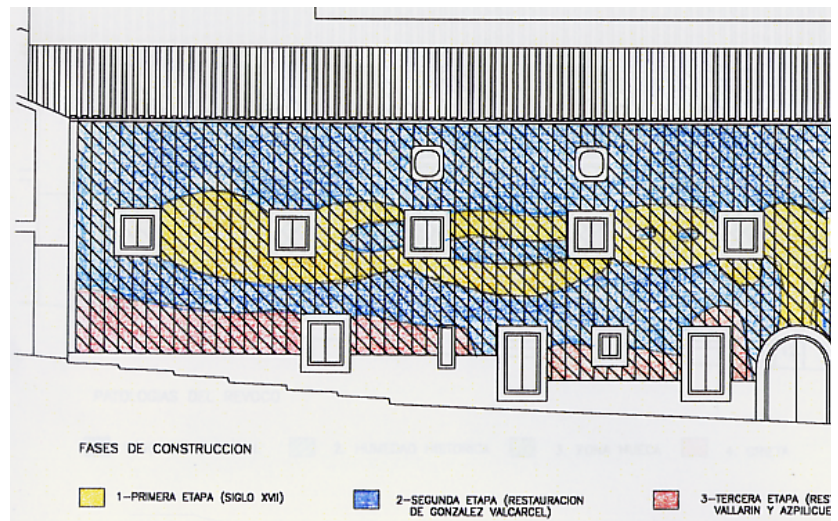 FASES DE CONSTRUCCION
1-PRIMERA ETAPA (SIGLO XVII)
2-SEGUNDA ETAPA (RESTAURACION
DE GONZALEZ VALCARCEL)
3-TERCERA ETAPA (RES
VALLARIN Y AZPILICUE